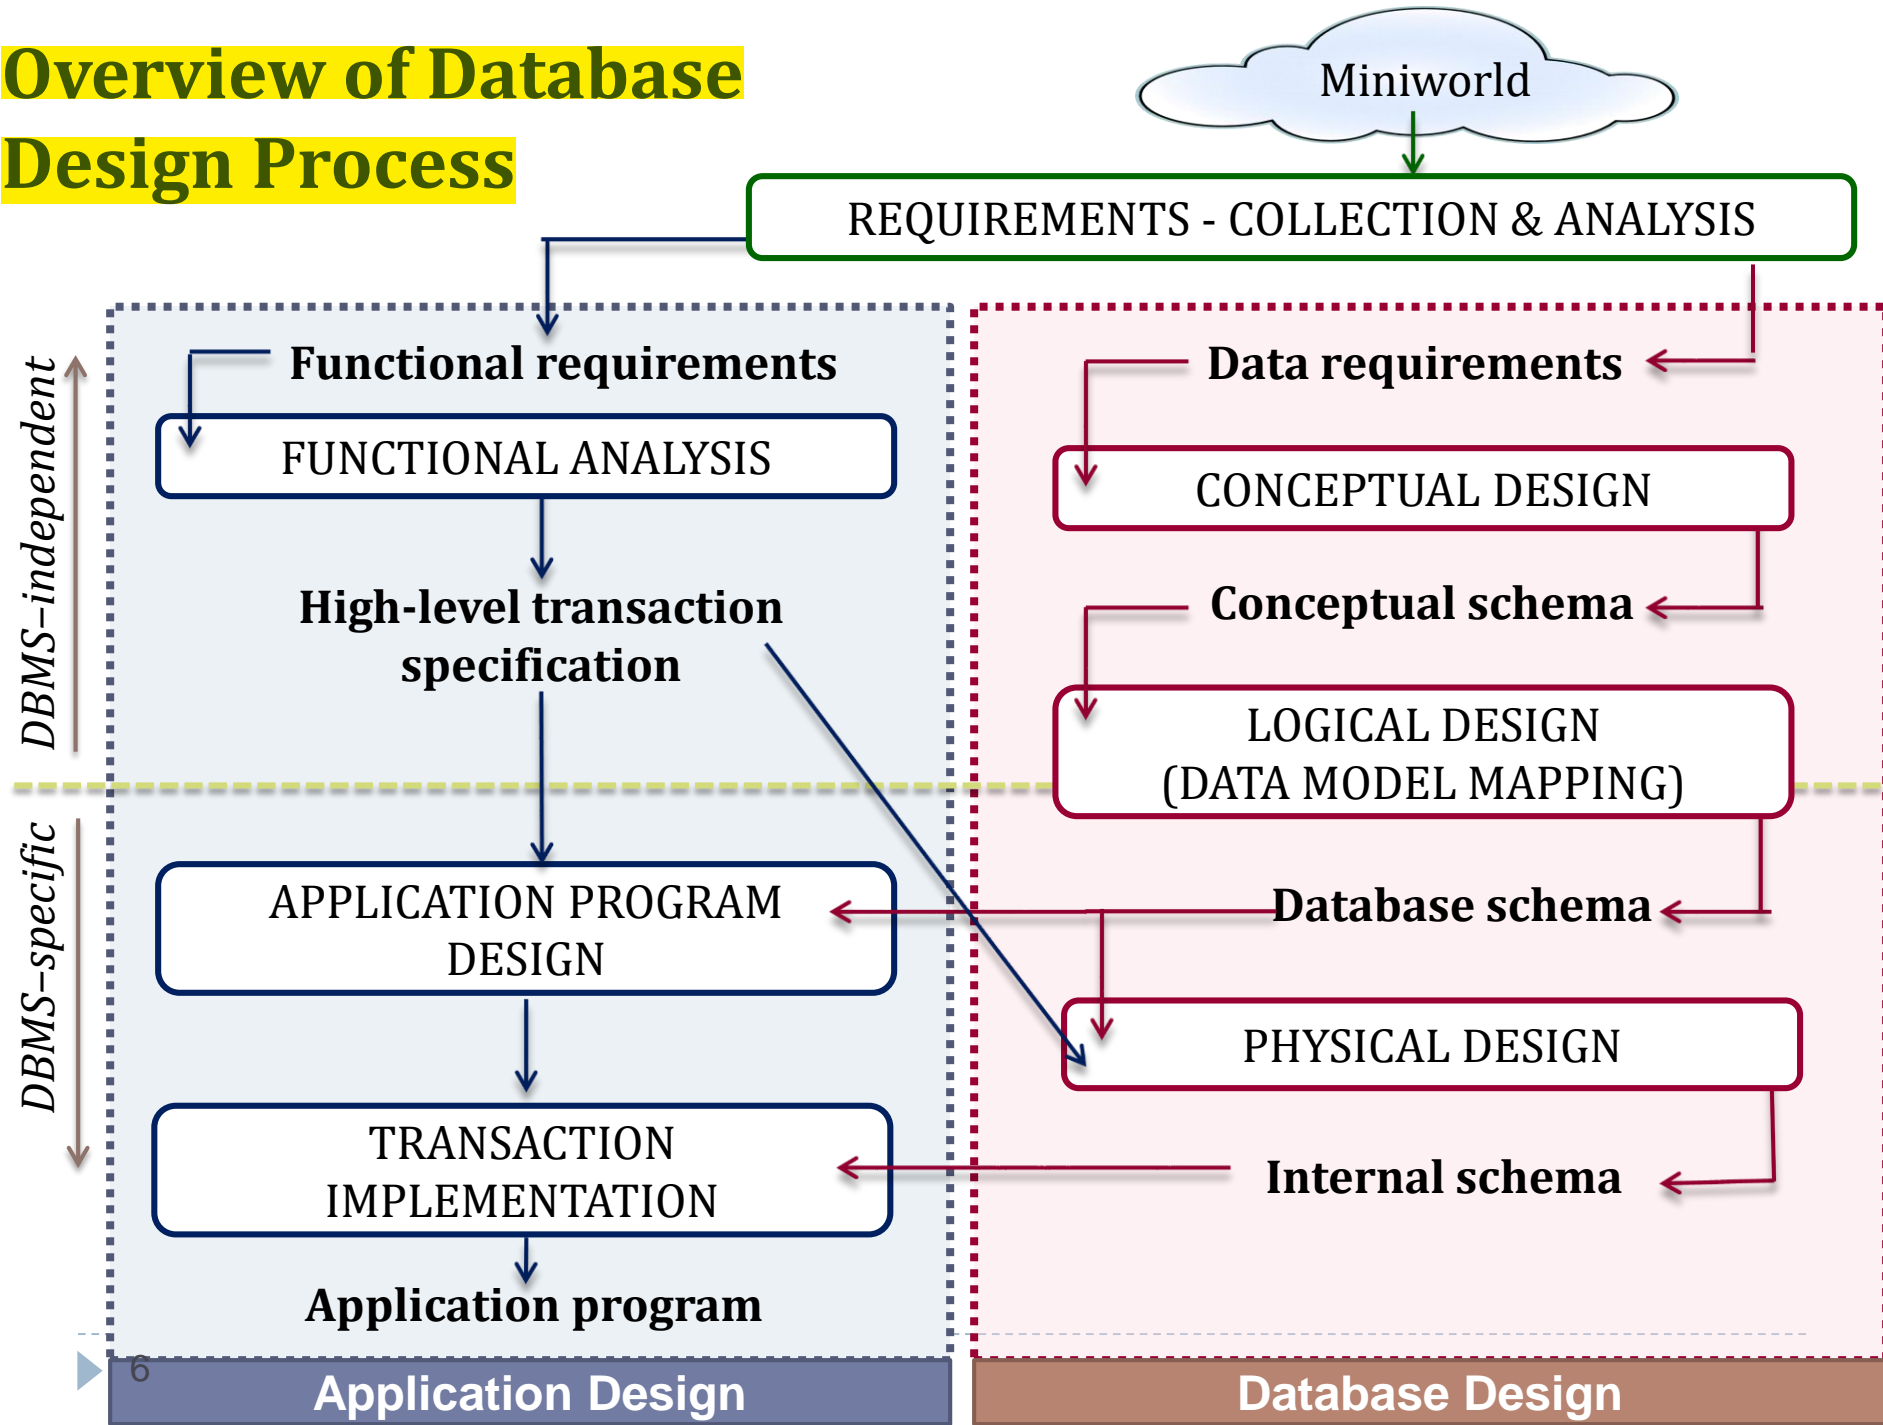 Overview of Database
Design Process
Miniworld
REQUIREMENTS - COLLECTION & ANALYSIS
DBMS–independent
Functional requirements
FUNCTIONAL ANALYSIS
High-level transaction
specification
Data requirements
CONCEPTUAL DESIGN
Conceptual schema
LOGICAL DESIGN
(DATA MODEL MAPPING)
DBMS–specific
APPLICATION PROGRAM
DESIGN
TRANSACTION
IMPLEMENTATION
Application program
Database schema
PHYSICAL DESIGN
Internal schema
6
Application Design
Database Design